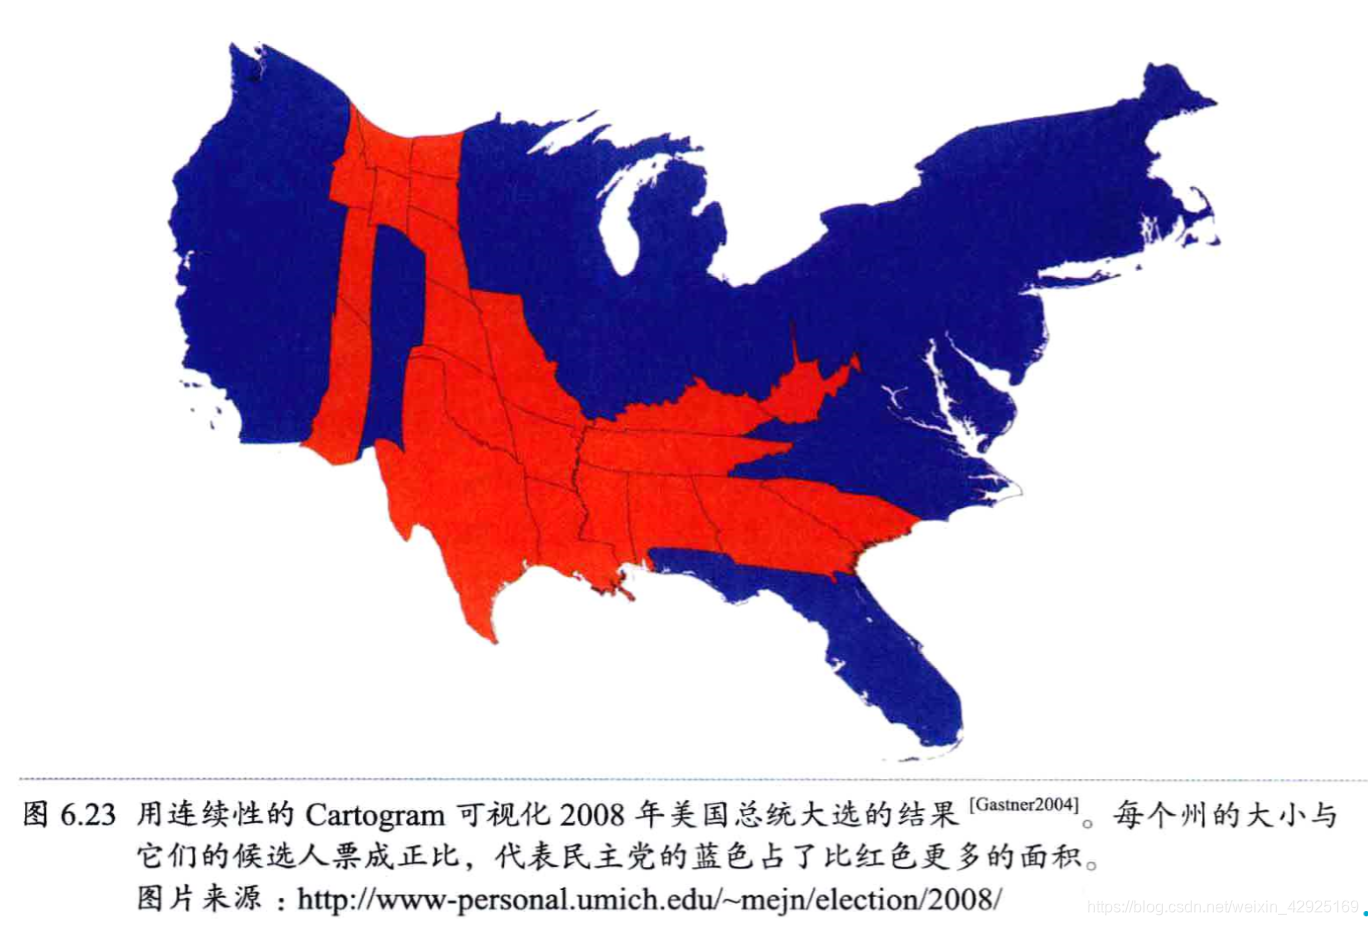 图 6.23 用连续性的 Cartogram 可视化 2008 年美国总统大选的结果 [Gastner2004]。每个州的大小与
它们的候选人票成正比，代表民主党的蓝色占了比红色更多的面积。
图片来源：http://www-personal.umich.edu/~mejn/election/2008/
https://blog.csdn.net/weixin_42925169